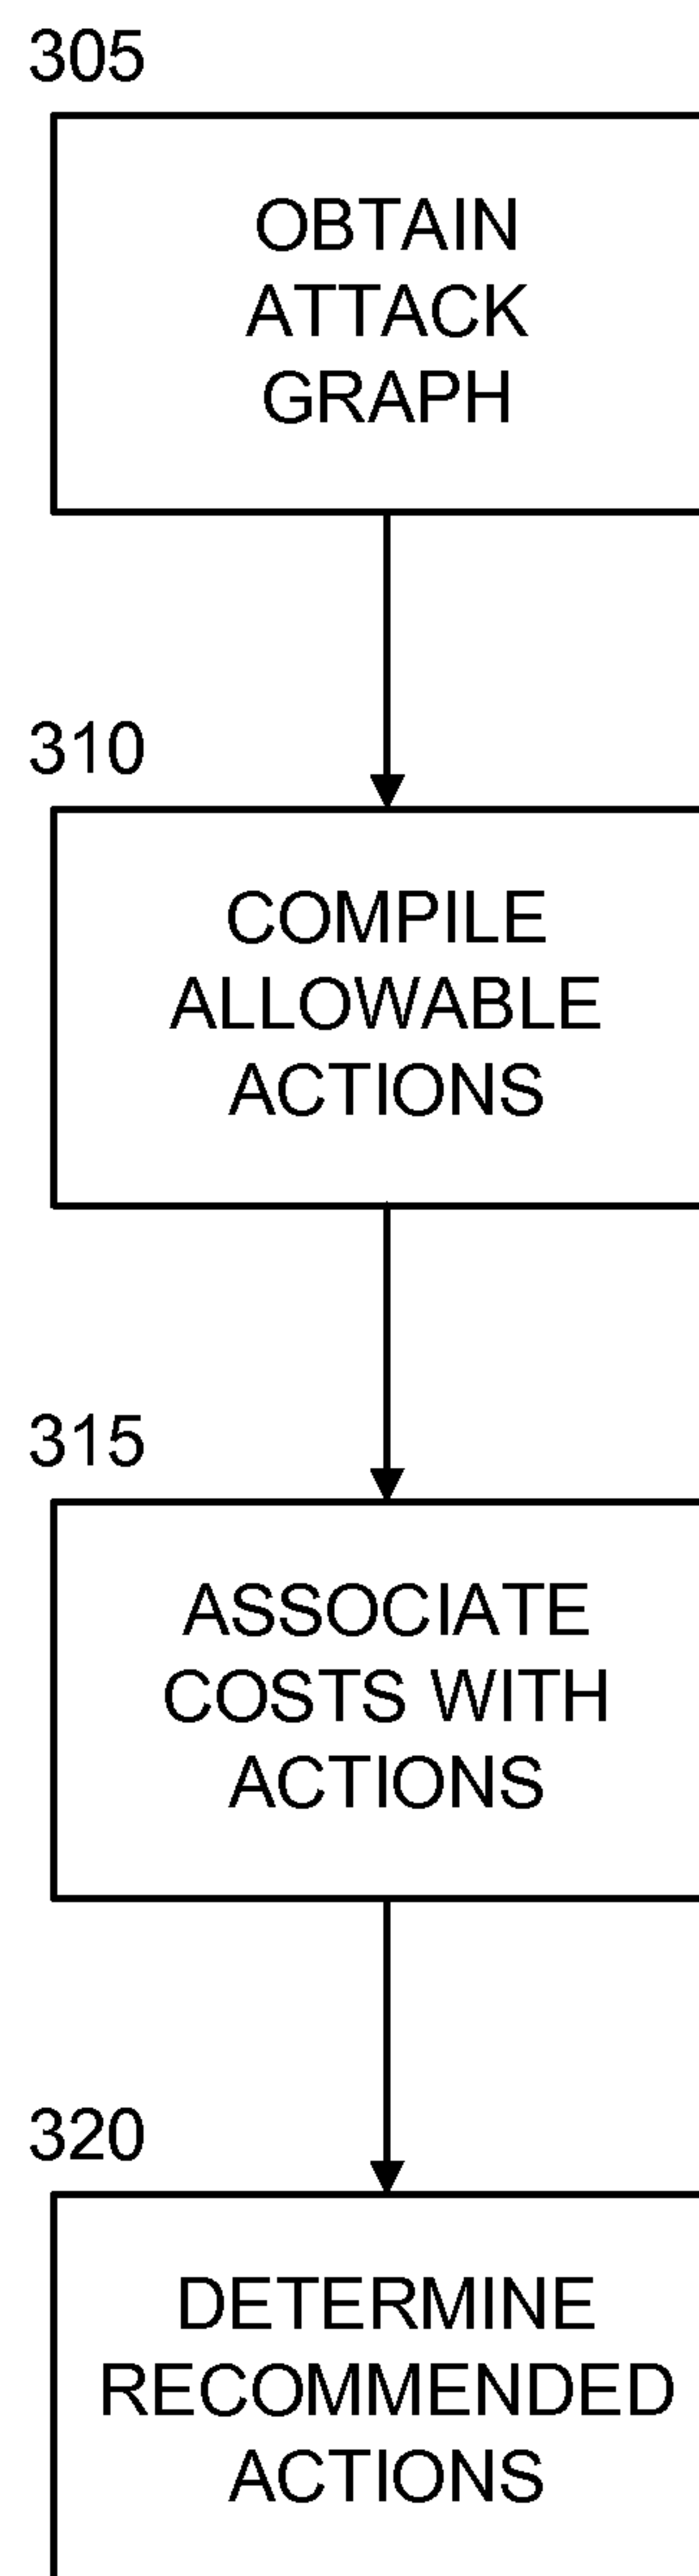 305
OBTAIN
ATTACK
GRAPH
310
COMPILE
ALLOWABLE
ACTIONS
315
ASSOCIATE
COSTS WITH
ACTIONS
320
DETERMINE
RECOMMENDED
ACTIONS